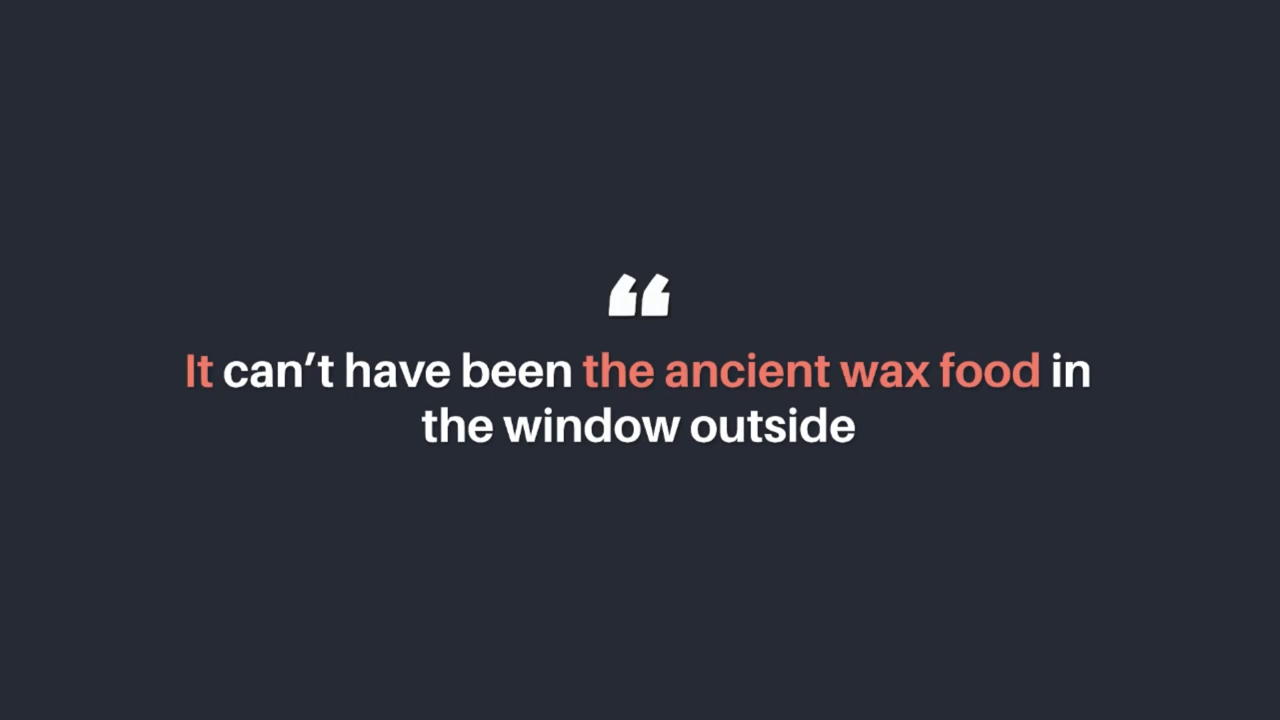 “
It can’t have been the ancient wax food in
the window outside